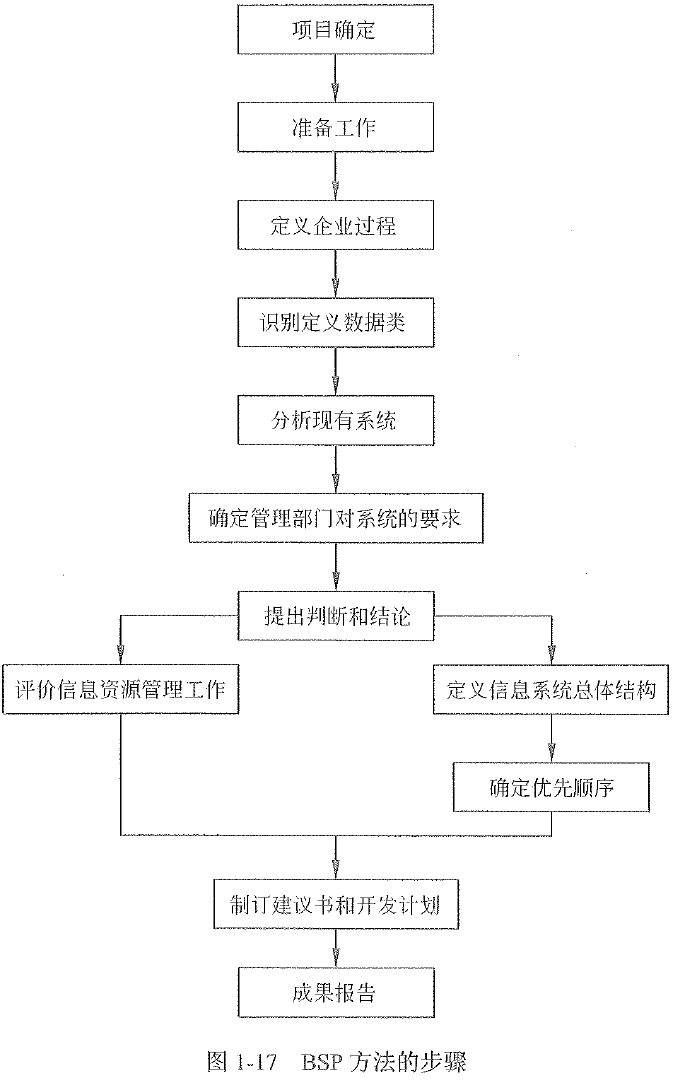 项目确定
准备工作
定义企业过程
识别定义数据类
分析现有系统
确定管理部门对系统的要求
提出判断和结论
评价信息资源管理工作
定义信息系统总体结构
确定优先顺序
制订建议书和开发计划
成果报告
图 1-17 BSP 方法的步骤